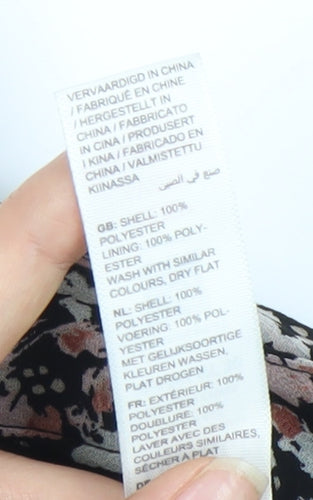 VERVAARDIGD IN CHINA
/ FABRIQUÉ EN CHINE
/ HERGESTELLT IN
CHINA / FABBRICATO
IN CINA / PRODUSERT
I KINA / FABRICADO EN
CHINA / VALMISTETTU
KIINASSA
صنع في الصين
GB: SHELL: 100%
POLYESTER
LINING: 100% POLY-
ESTER
WASH WITH SIMILAR
COLOURS, DRY FLAT
NL: SHELL: 100%
POLYESTER
VOERING: 100% POL-
YESTER
MET GELIJKSOORTIGE
KLEUREN WASSEN,
PLAT DROGEN
FR: EXTÉRIEUR: 100%
POLYESTER
DOUBLURE: 100%
POLYESTER
LAVER AVEC DES
COULEURS SIMILAIRES,
SÉCHER À PLAT